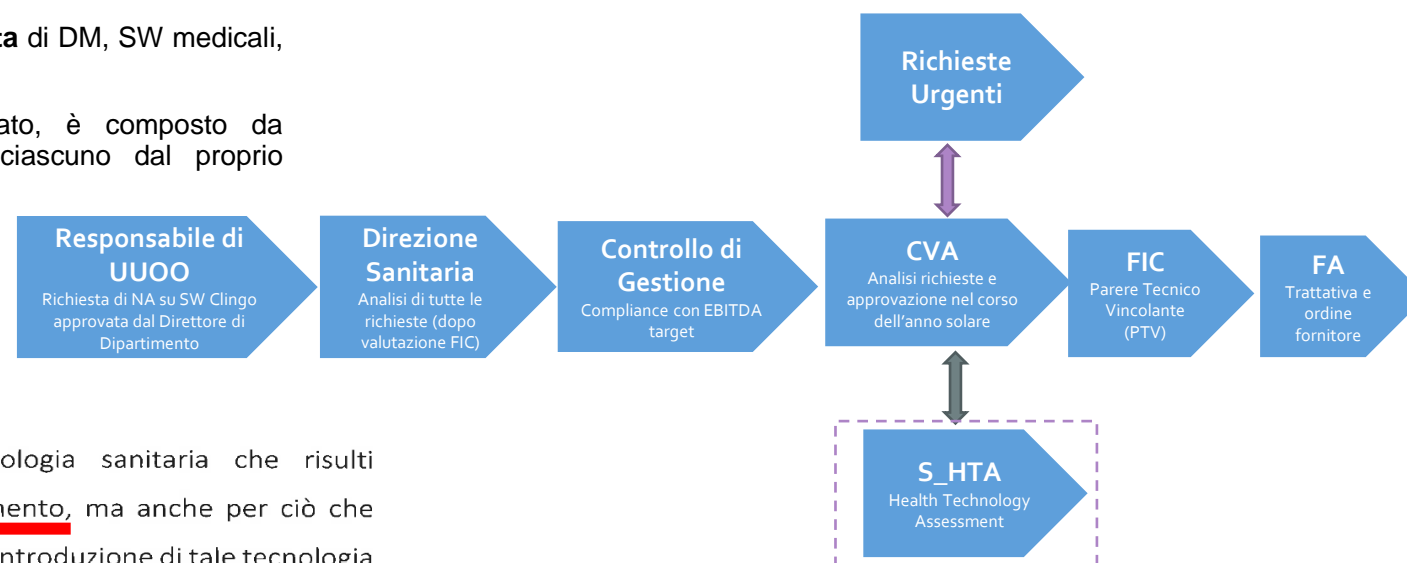 ta di DM, SW medicali,
ato, è composto da
ciascuno dal proprio
Richieste
Urgenti
Responsabile di
UUOO
Richiesta di NA su SW Clingo
approvata dal Direttore di
Dipartimento
Direzione
Sanitaria
Analisi di tutte le
richieste (dopo
valutazione FIC)
Controllo di
Gestione
Compliance con EBITDA
target
CVA
Analisi richieste e
approvazione nel corso
dell'anno solare
FIC
Parere Tecnico
Vincolante
(PTV)
FA
Trattativa e
ordine
fornitore
ologia sanitaria che risulti
mento, ma anche per ciò che
introduzione di tale tecnologia
S_HTA
Health Technology
Assessment